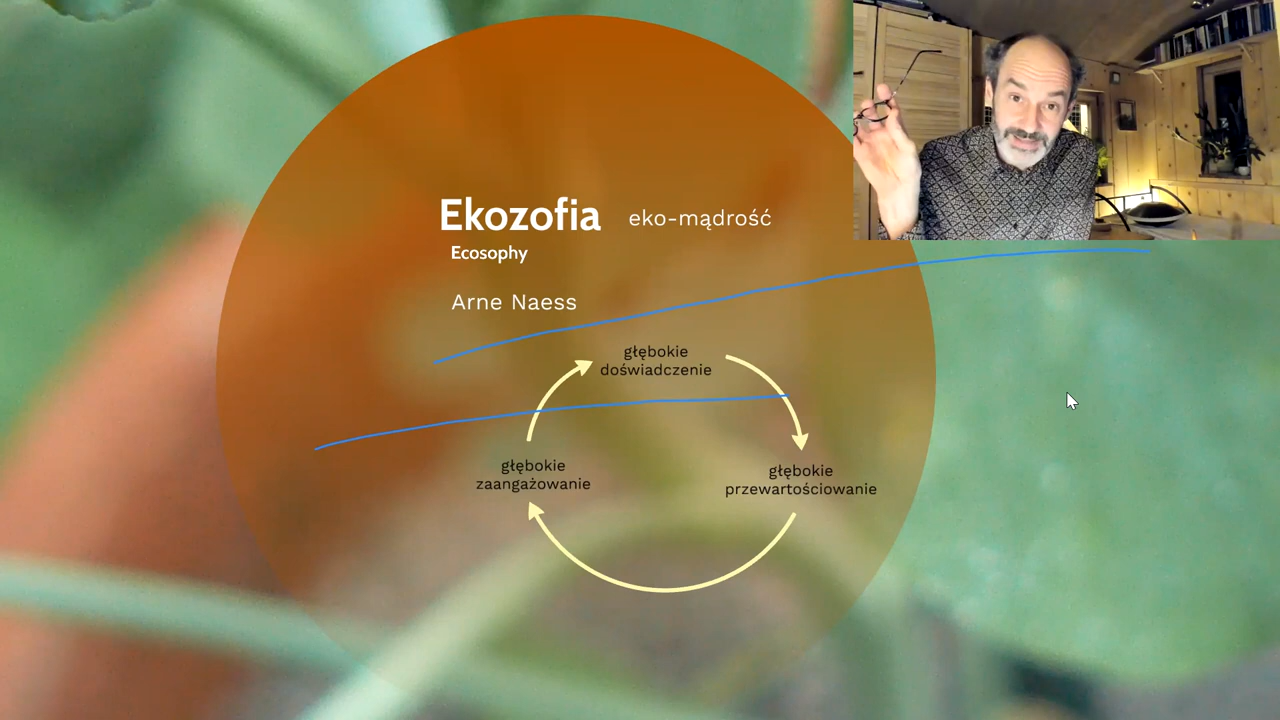 Ekozofia eko-mądrość
Ecosophy
Arne Naess
głębokie
doświadczenie
głębokie
zaangażowanie
głębokie
przewartościowanie